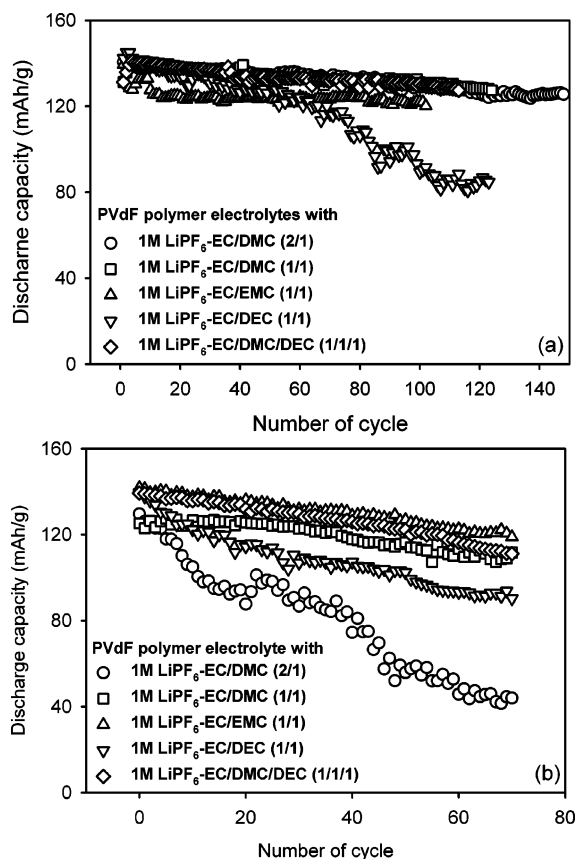 160
120
80
40
0
Discharne capacity (mAh/g)
PVdF polymer electrolytes with
1M LiPF₆-EC/DMC (2/1)
1M LiPF₆-EC/DMC (1/1)
1M LiPF₆-EC/EMC (1/1)
1M LiPF₆-EC/DEC (1/1)
1M LiPF₆-EC/DMC/DEC (1/1/1)
(a)
0 20 40 60 80 100 120 140
Number of cycle
160
120
80
40
0
Discharge capacity (mAh/g)
PVdF polymer electrolyte with
1M LiPF₆-EC/DMC (2/1)
1M LiPF₆-EC/DMC (1/1)
1M LiPF₆-EC/EMC (1/1)
1M LiPF₆-EC/DEC (1/1)
1M LiPF₆-EC/DMC/DEC (1/1/1)
(b)
0 20 40 60 80
Number of cycle